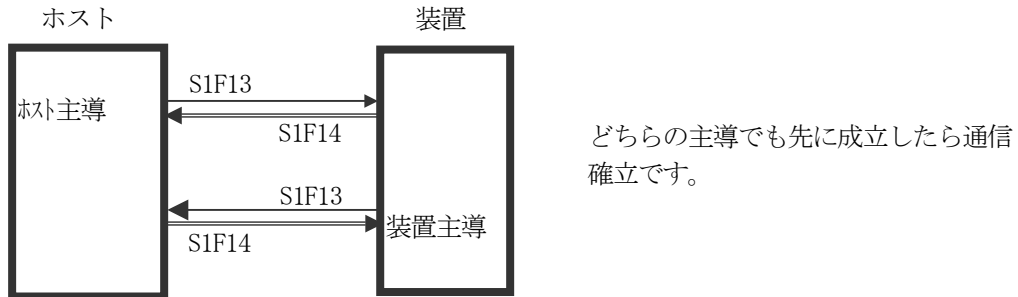 ホスト
装置
S1F13
ﾎｽﾄ主導
S1F14
どちらの主導でも先に成立したら通信
確立です。
S1F13
装置主導
S1F14